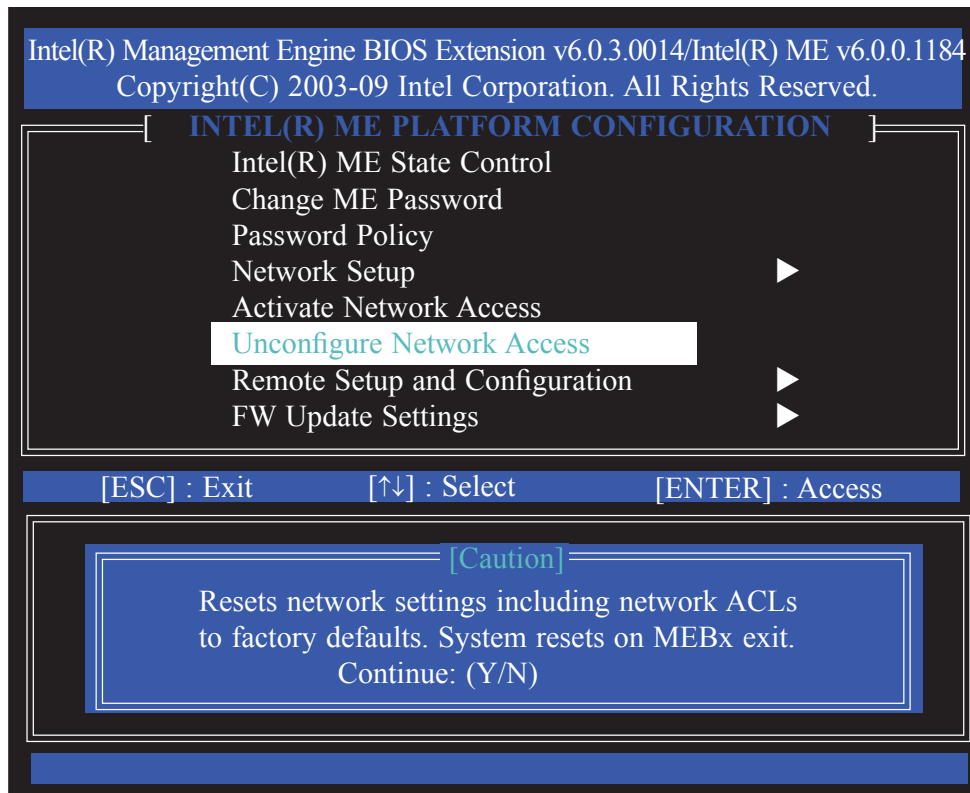 Intel(R) Management Engine BIOS Extension v6.0.3.0014/Intel(R) ME v6.0.0.1184
Copyright(C) 2003-09 Intel Corporation. All Rights Reserved.
[ INTEL(R) ME PLATFORM CONFIGURATION ]
Intel(R) ME State Control
Change ME Password
Password Policy
Network Setup ▶
Activate Network Access
Unconfigure Network Access
Remote Setup and Configuration ▶
FW Update Settings ▶
[ESC] : Exit [↑↓] : Select [ENTER] : Access
[Caution]
Resets network settings including network ACLs
to factory defaults. System resets on MEBx exit.
Continue: (Y/N)